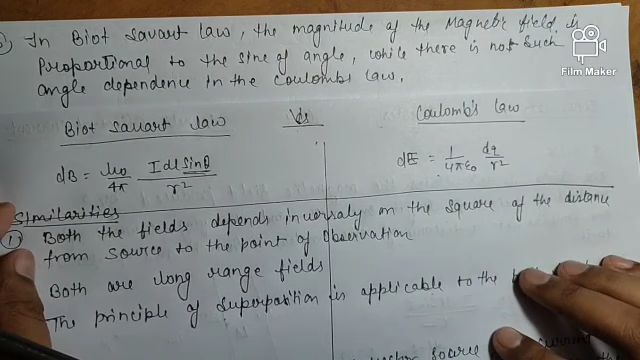 In Biot Savart law, the magnitude of the Magnetic field is
Proportional to the sine of angle, while there is not such
angle dependence in the Coulombs law.
Film Maker
Biot Savart law Vs Coulomb's law
dB = μ₀/4π Idl sinθ/r² dE = 1/4πε₀ dq/r²
Similarities
① Both the fields depends inversaly on the square of the distance
from source to the point of observation
Both are long range fields
The principle of superposition is applicable to the
source current